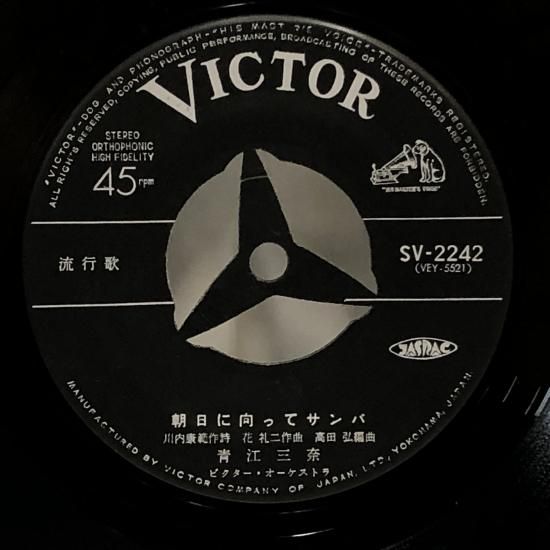 "VICTOR"-DOG AND PHONOGRAPH-"HIS MASTER'S VOICE"-TRADEMARKS REGISTERED.
ALL RIGHTS RESERVED, COPYING, PUBLIC PERFORMANCE, BROADCASTING OF THESE RECORDS ARE FORBIDDEN.
VICTOR
STEREO
ORTHOPHONIC
HIGH FIDELITY
45 rpm
"HIS MASTER'S VOICE"
流行歌
SV-2242
(VEY-5521)
JASRAC
朝日に向ってサンバ
川内康範作詩 花 礼二作曲 高田 弘編曲
青江三奈
ビクター・オーケストラ
MANUFACTURED BY VICTOR COMPANY OF JAPAN, LTD., YOKOHAMA, JAPAN.